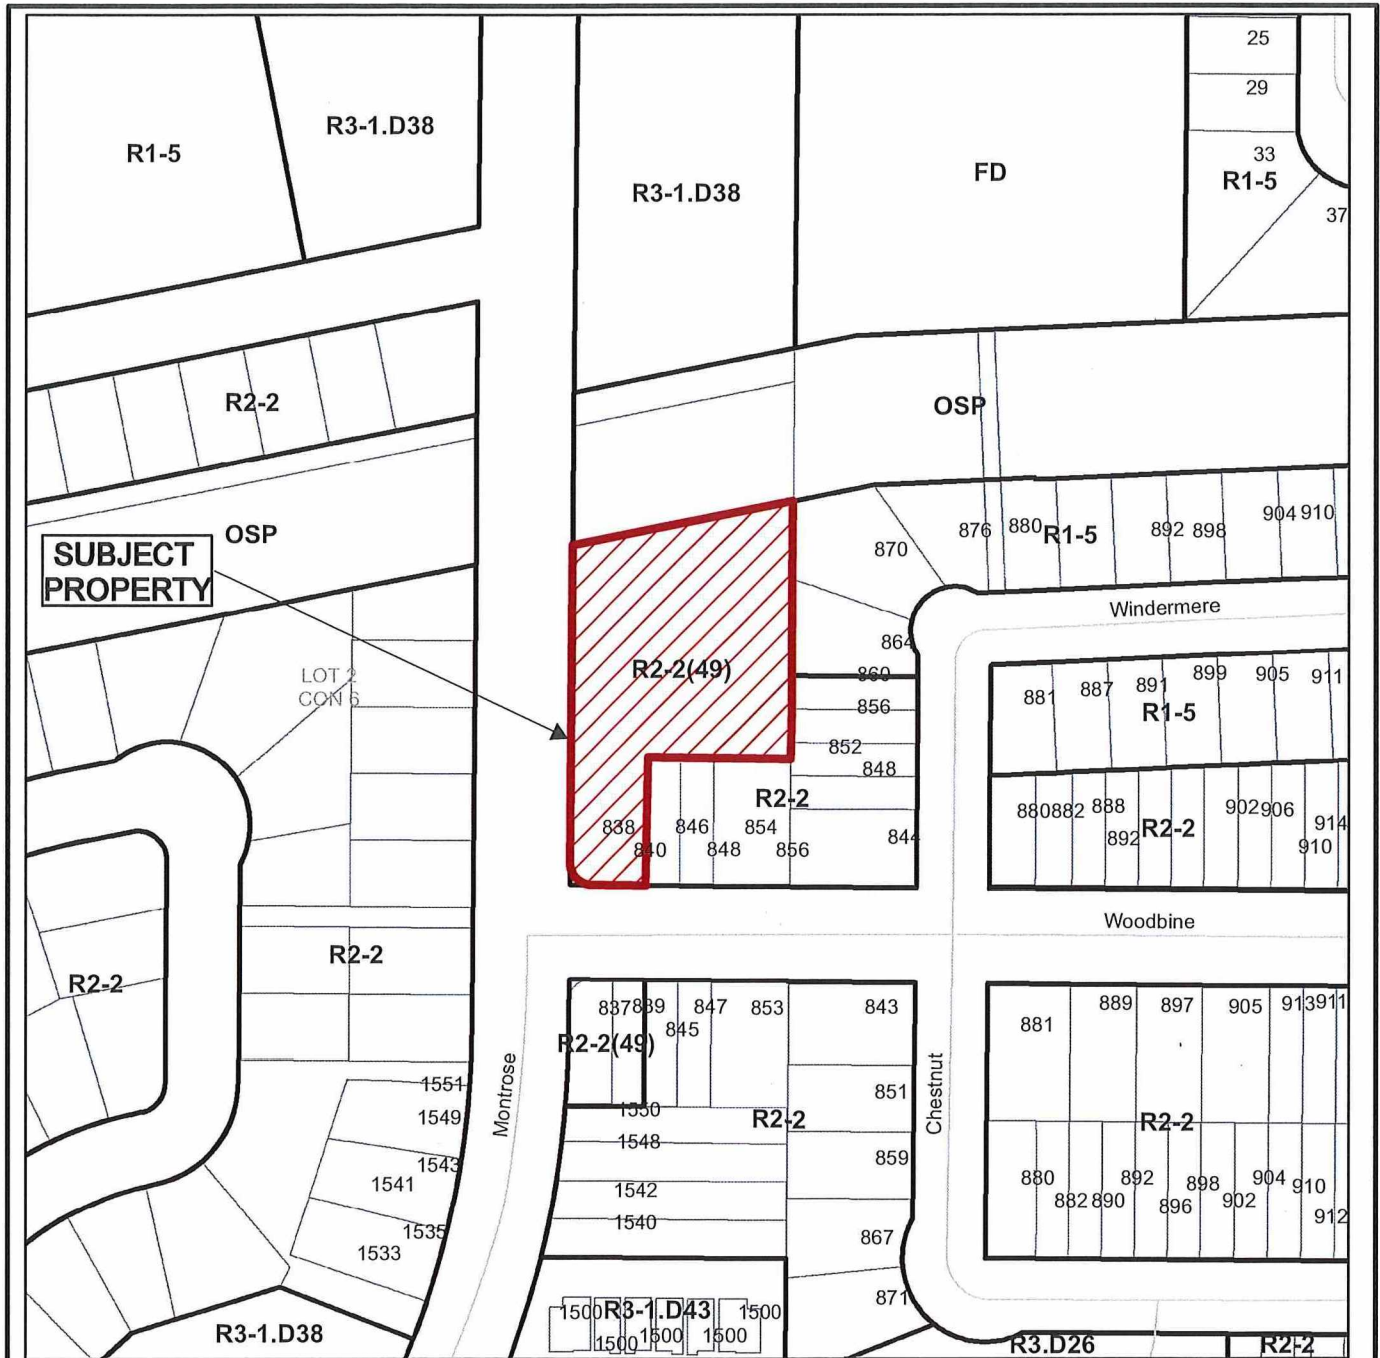 25
29
R3-1.D38
R1-5
33
FD
R1-5
R3-1.D38
37
R2-2
OSP
904 910
876 880 R1-5 892 898
OSP
870
SUBJECT
PROPERTY
Windermere
864
R2-2(49)
860
LOT 2
CON 6
899 905 911
881 887 891
R1-5
856
852
848
R2-2
880 882 888 902 906
838 846 854
892 R2-2 914
844
840 848 856
910
Woodbine
R2-2
R2-2
837 839 847 853 843
889 897 905 913 911
845
881
R2-2(49)
Montrose
1551
1549
1550
R2-2
851
Chestnut
R2-2
1548
1543
1541
859
1542
880 892 898 904 910
882 890 896 902
912
1540
1535
1533
867
871
1500 R3-1.D43 1500
1500 1500 1500
R3-1.D38
R3.D26
R2-2